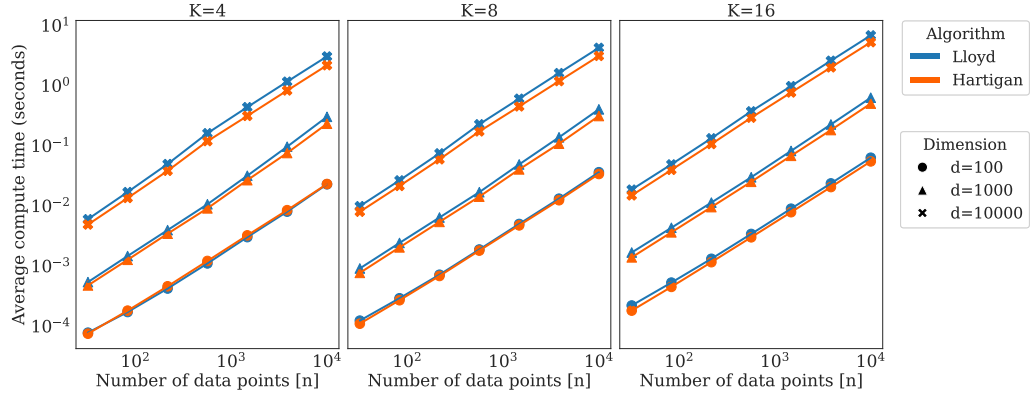 K=4
K=8
K=16
Average compute time (seconds)
10^1
10^0
10^-1
10^-2
10^-3
10^-4
10^2
10^3
10^4
10^2
10^3
10^4
10^2
10^3
10^4
Number of data points [n]
Number of data points [n]
Number of data points [n]
Algorithm
Lloyd
Hartigan
Dimension
d=100
d=1000
d=10000